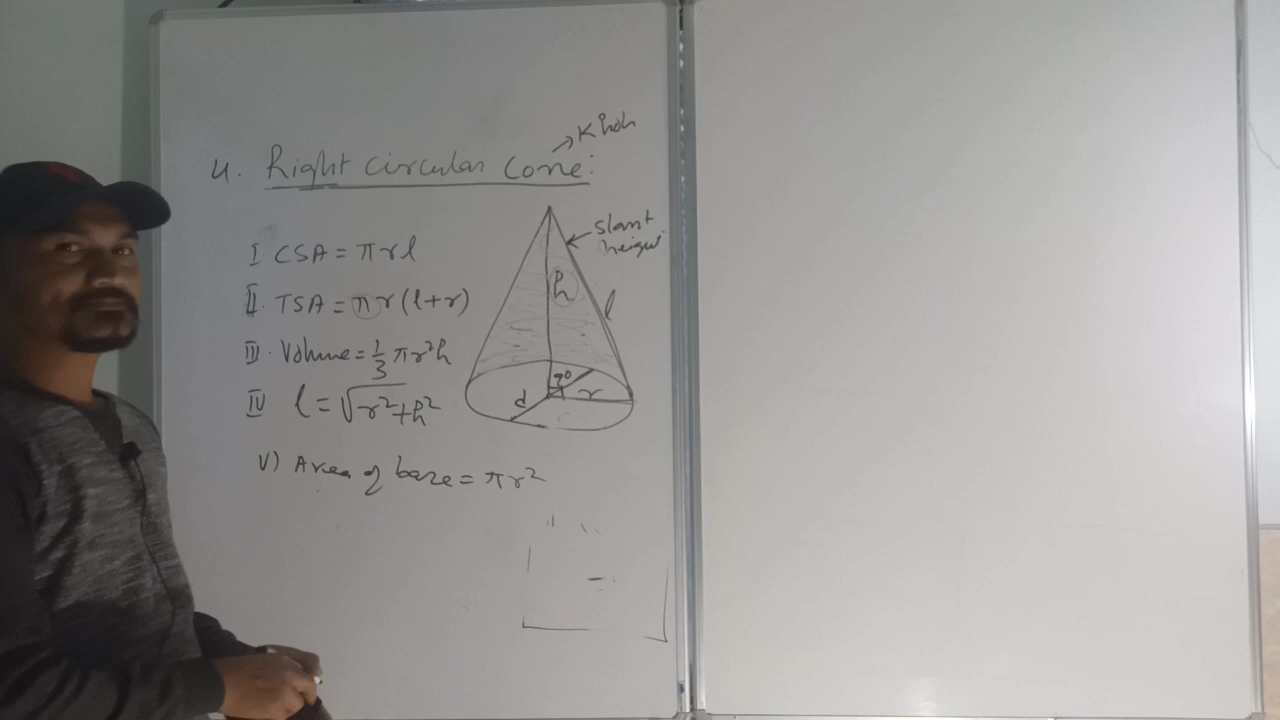 Khoh
4. Right circular Cone:
slant
height
I CSA = πrl
h
II. TSA = πr(l+r)
l
III. Volume = 1/3 πr²h
IV l = √r²+h²
90
d
r
V) Area of base = πr²